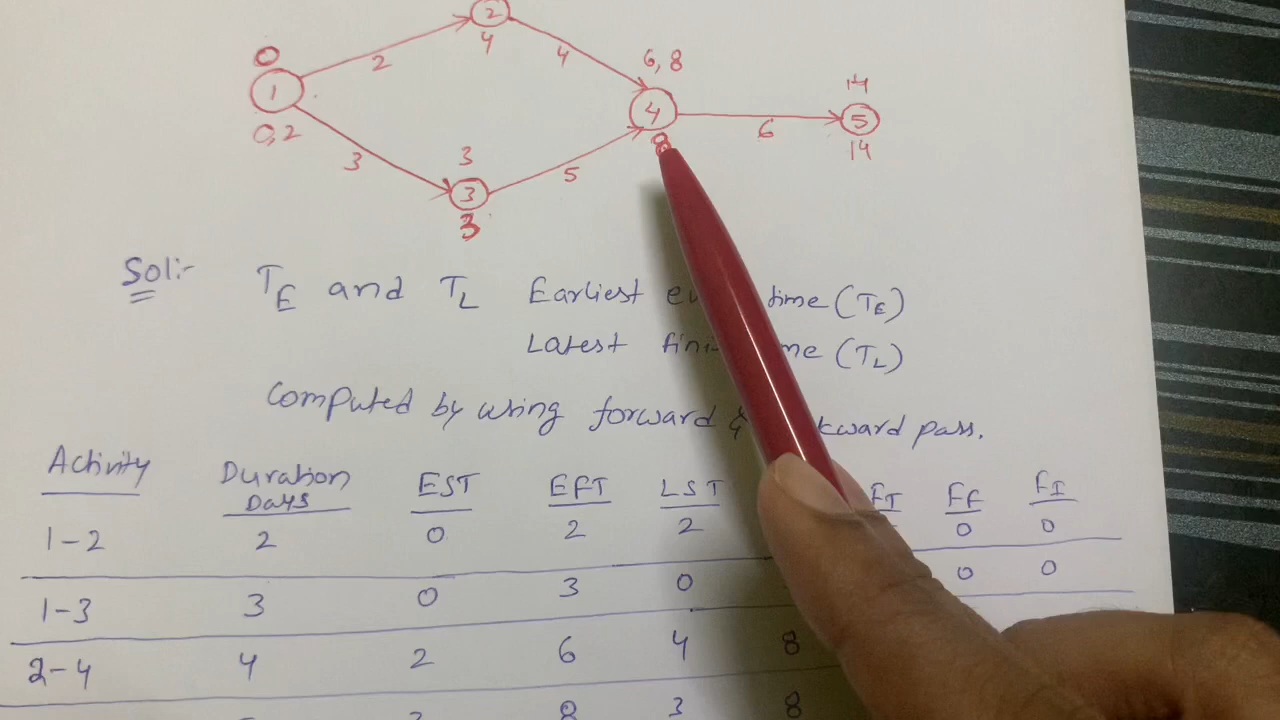 2
4
2
4
0
1
0,2
3
3
3
3
5
6, 8
4
8
6
14
5
14
Sol:-
TE and TL Earliest time (TE)
Latest (TL)
Computed by using forward & pass.
Activity Duration Days EST EFT LST FT FF FI
1-2 2 0 2 2 0 0
1-3 3 0 3 0 0 0
2-4 4 2 6 4 8
8 3 8